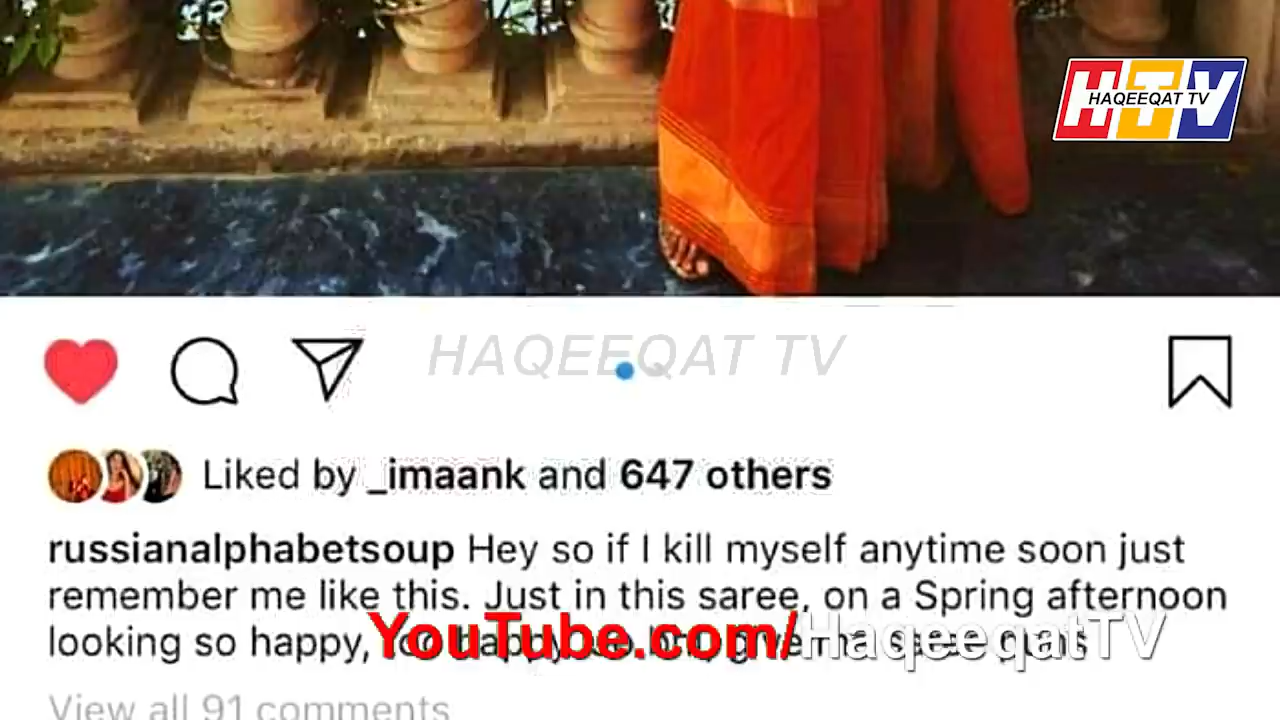 HTV
HAQEEQAT TV
HAQEEQAT TV
Liked by _imaank and 647 others
russianalphabetsoup Hey so if I kill myself anytime soon just
remember me like this. Just in this saree, on a Spring afternoon
looking so happy,
YouTube.com/HaqeeqatTV
View all 91 comments